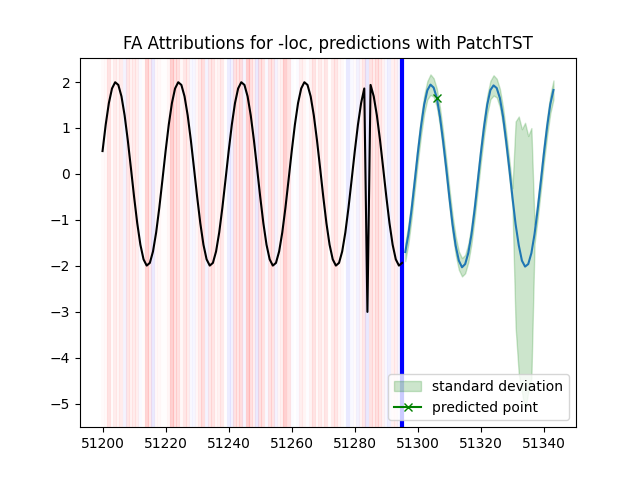 FA Attributions for -loc, predictions with PatchTST
2
1
0
−1
−2
−3
−4
−5
standard deviation
predicted point
51200 51220 51240 51260 51280 51300 51320 51340